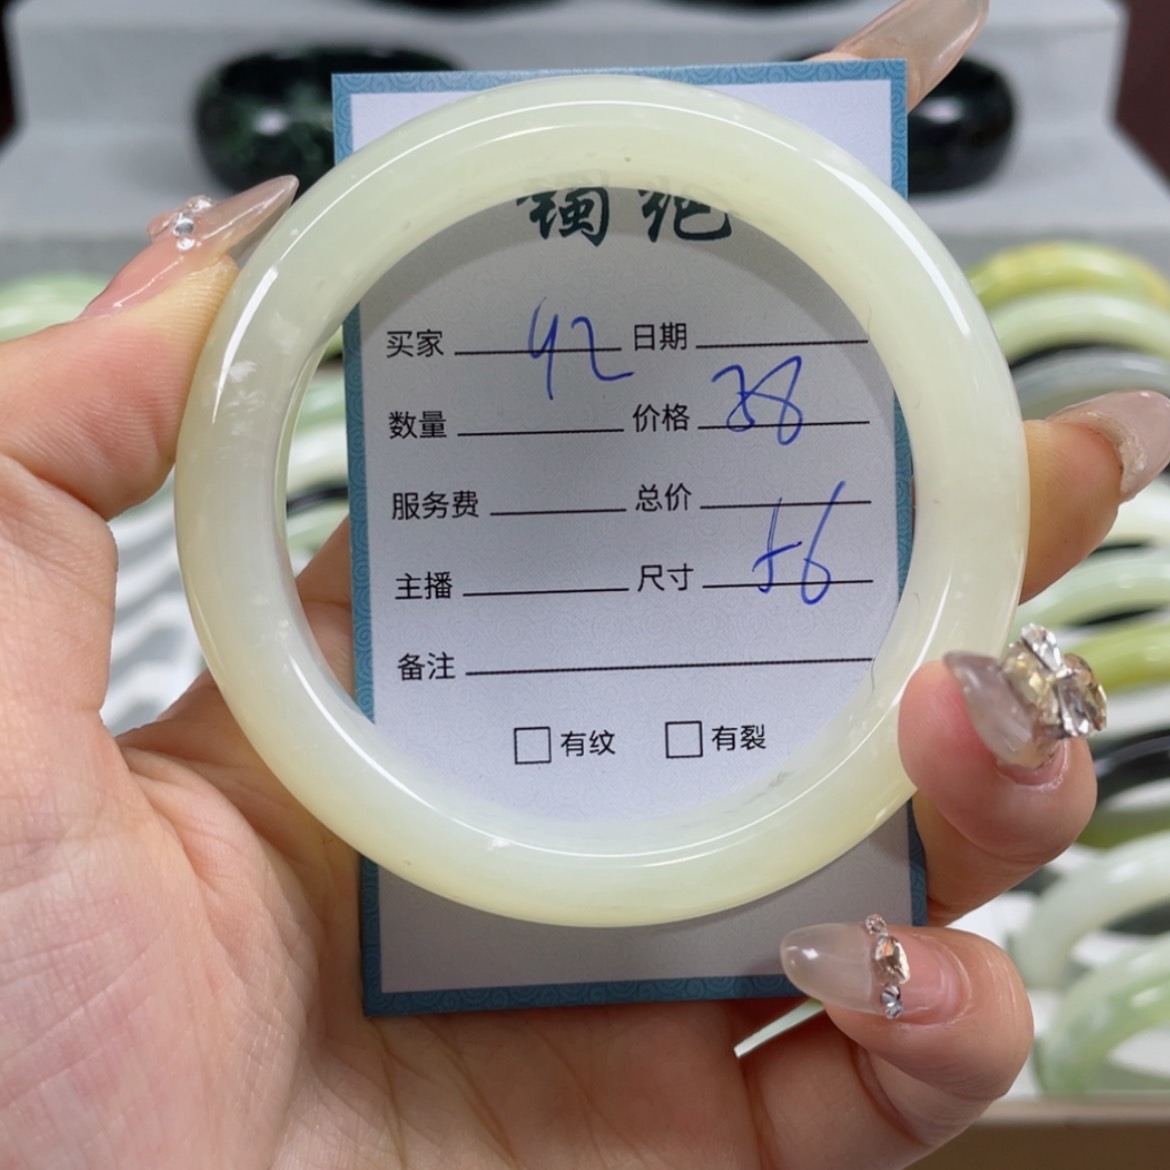 买家 42 日期
数量 价格 38
服务费 总价
主播 尺寸 56
备注
有纹 有裂